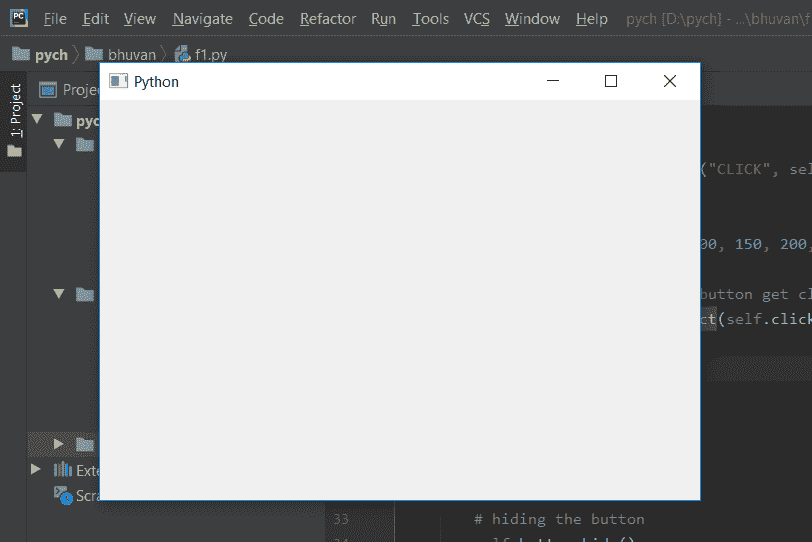 PC File Edit View Navigate Code Refactor Run Tools VCS Window Help pych [D:\pych] - ...\bhuvan\f
pych bhuvan f1.py
Python
1: Project
Proje
pyc
("CLICK", sel
00, 150, 200,
button get cl
ct(self.click
Exte
Scra
33 # hiding the button